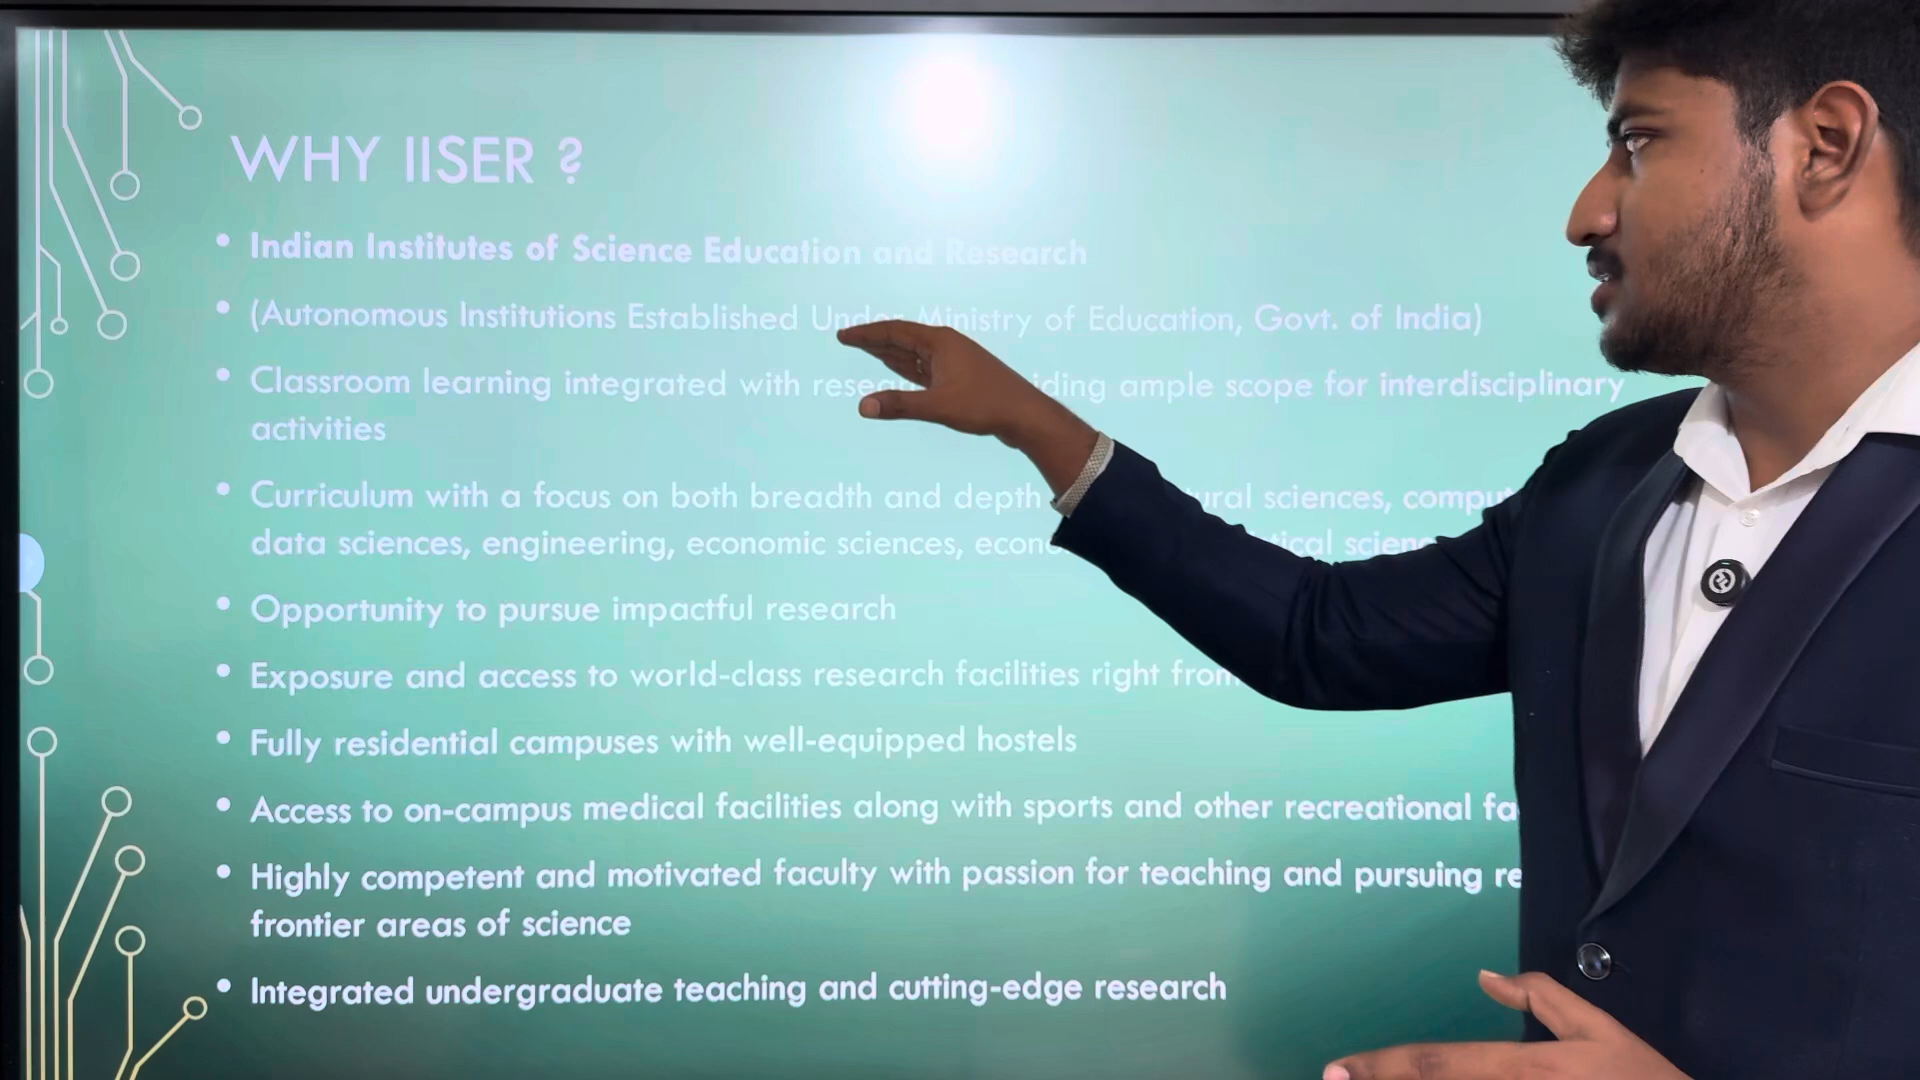 WHY IISER ?
• Indian Institutes of Science Education and Research
• (Autonomous Institutions Established Under Ministry of Education, Govt. of India)
• Classroom learning integrated with ample scope for interdisciplinary
activities
• Curriculum with a focus on both breadth and depth sciences,
data sciences, engineering, economic sciences,
• Opportunity to pursue impactful research
• Exposure and access to world-class research facilities right from
• Fully residential campuses with well-equipped hostels
• Access to on-campus medical facilities along with sports and other recreational
• Highly competent and motivated faculty with passion for teaching and pursuing
frontier areas of science
• Integrated undergraduate teaching and cutting-edge research